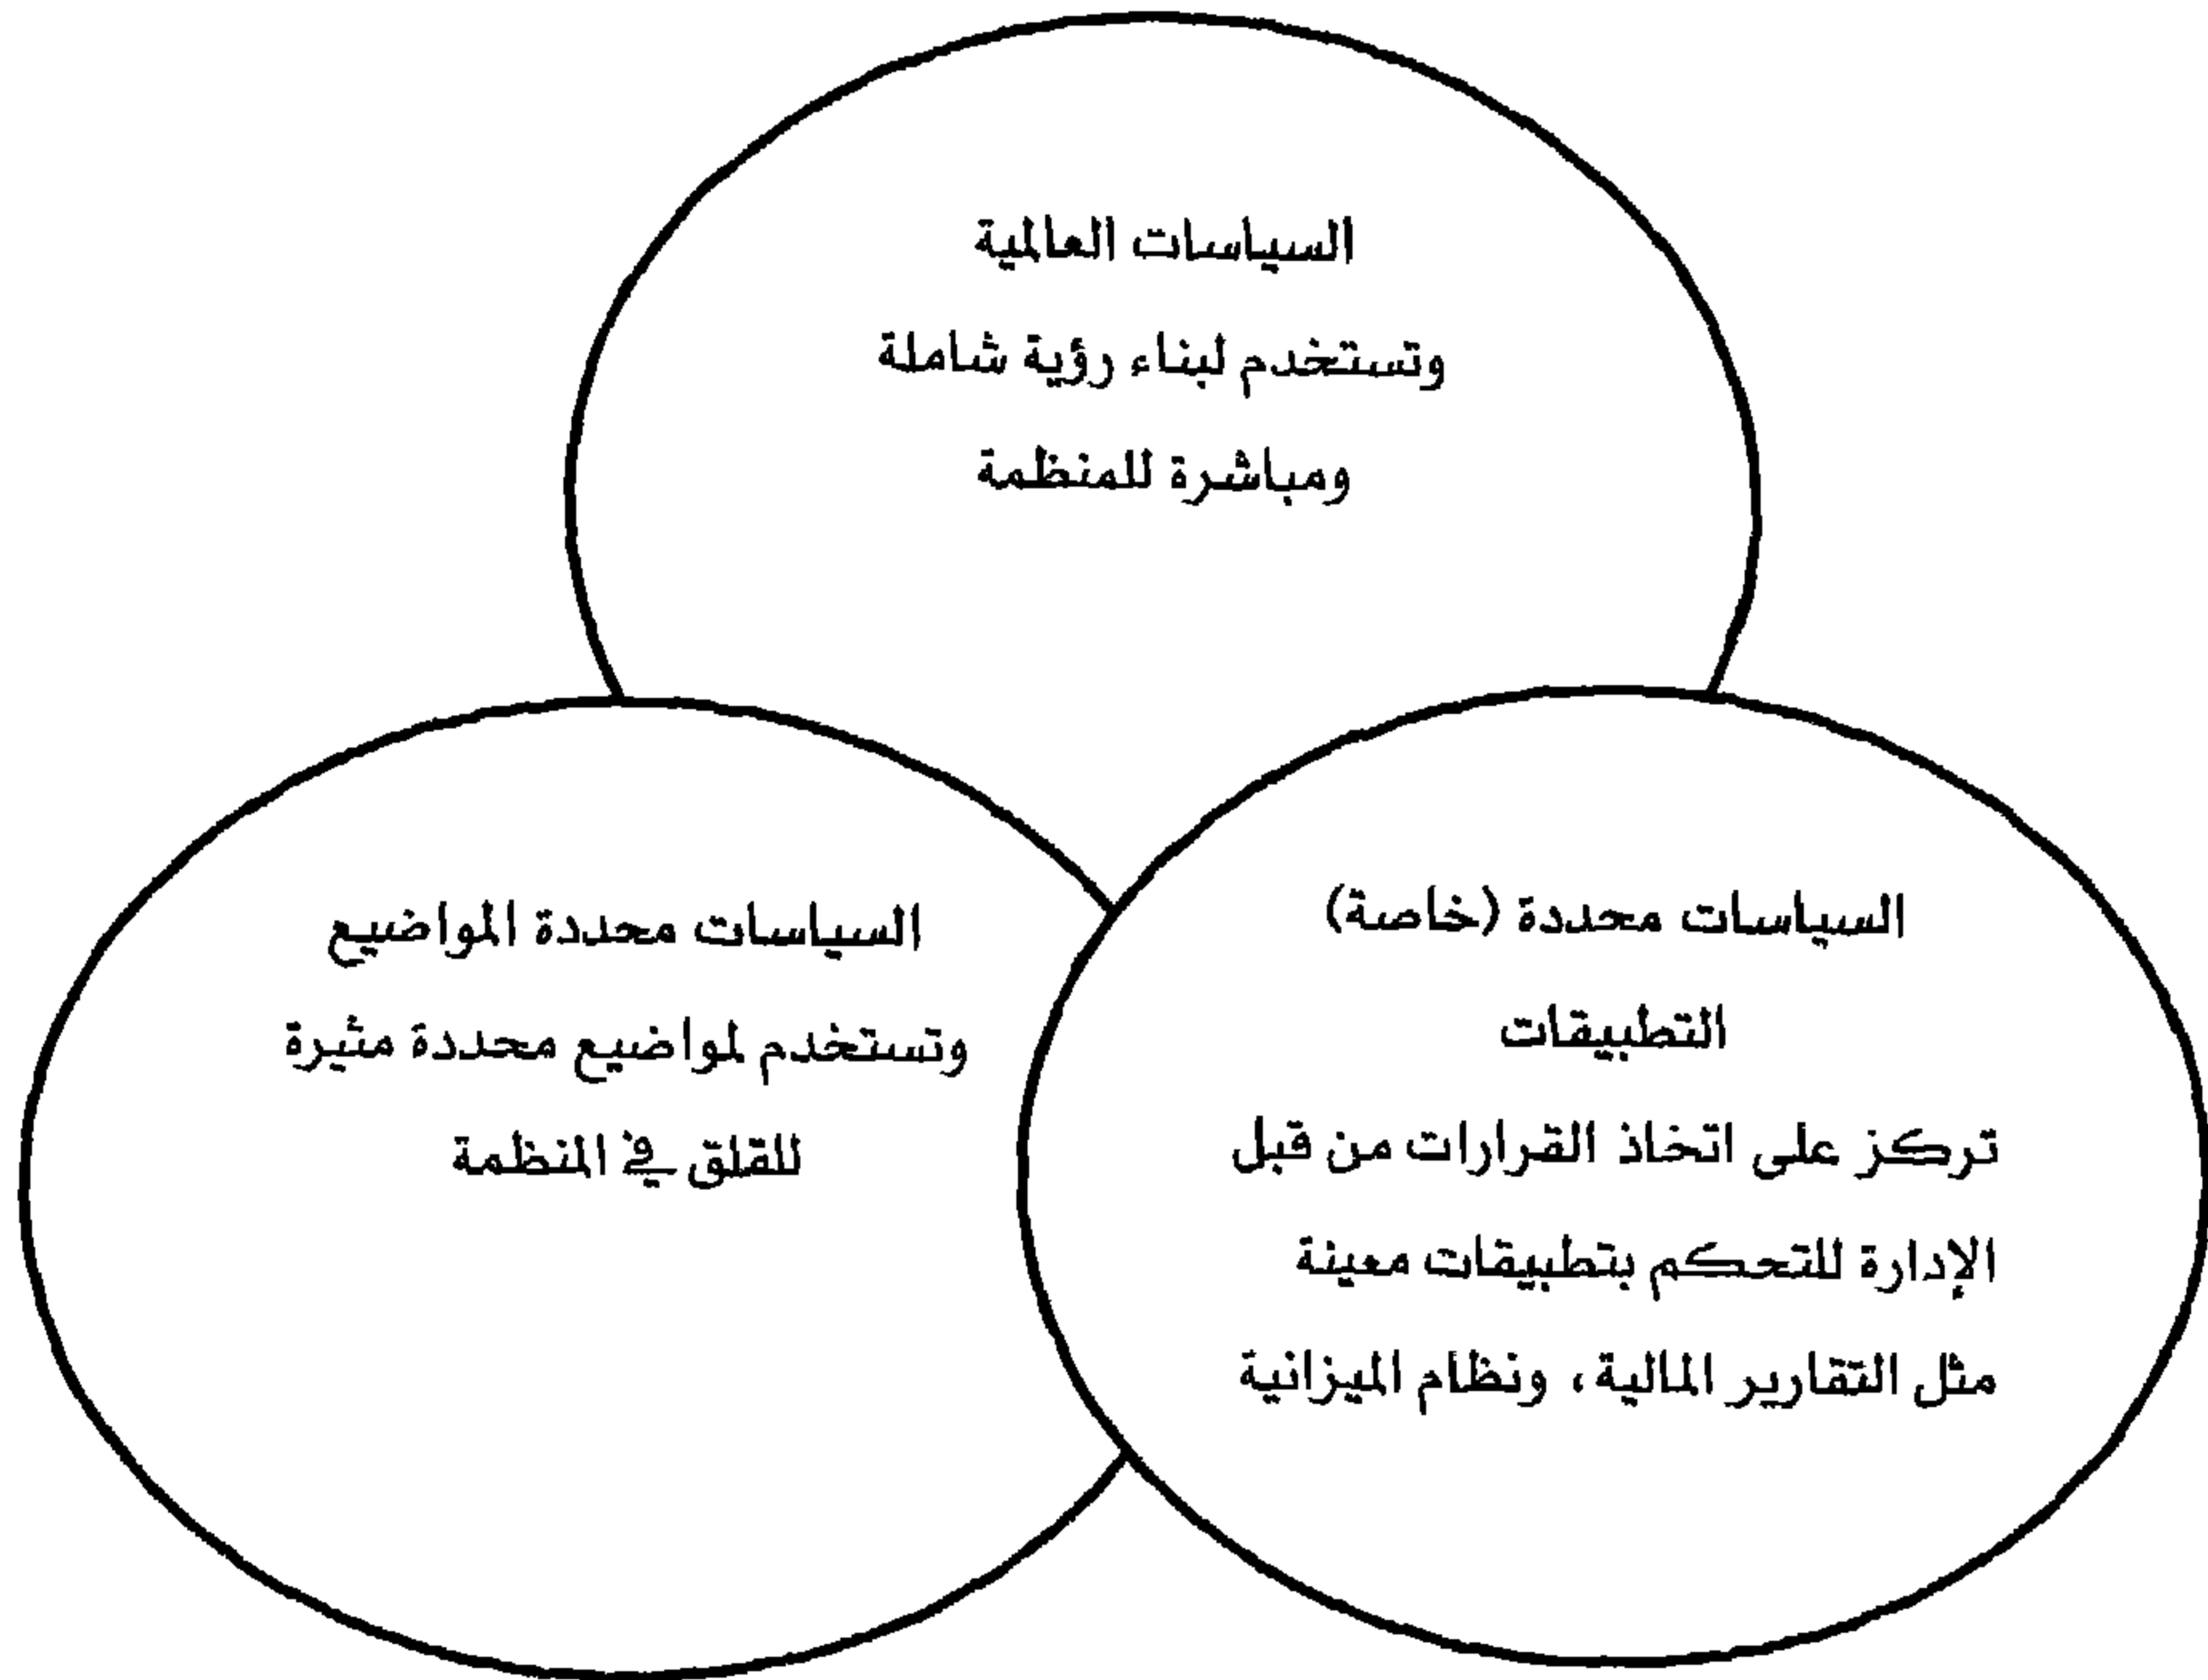 السياسات العالمية
وتستخدم لبناء رؤية شاملة
ومباشرة للمنظمة
السياسات محددة (خاصة)
التطبيقات
تركز على اتخاذ القرارات من قبل
الإدارة للتحكم بتطبيقات معينة
مثل التقارير المالية، ونظام الميزانية
السياسات محددة المواضيع
وتستخدم لمواضيع محددة مثيرة
للقلق في المنظمة